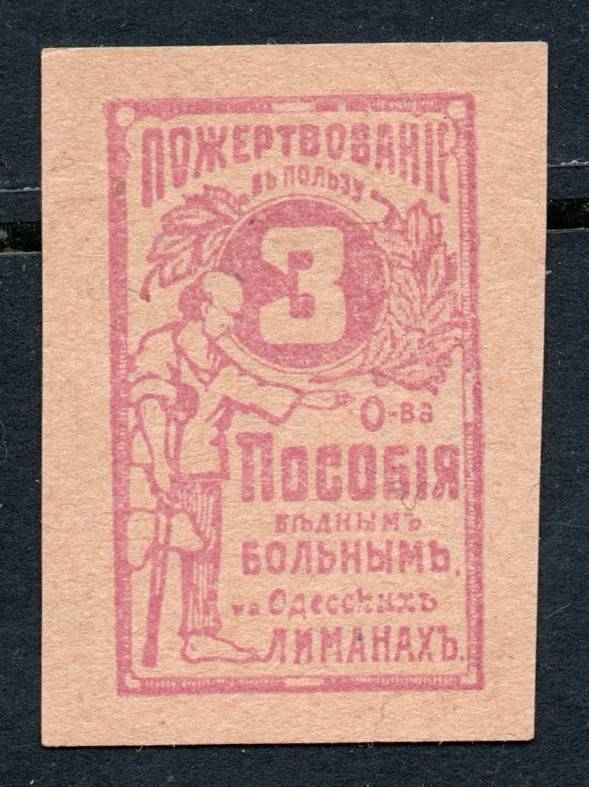 ПОЖЕРТВОВАНІЕ
ВЪ ПОЛЬЗУ
3
О-ва
Пособія
бѣднымъ
БОЛЬНЫМЪ,
на Одесскихъ
ЛИМАНАХЪ.